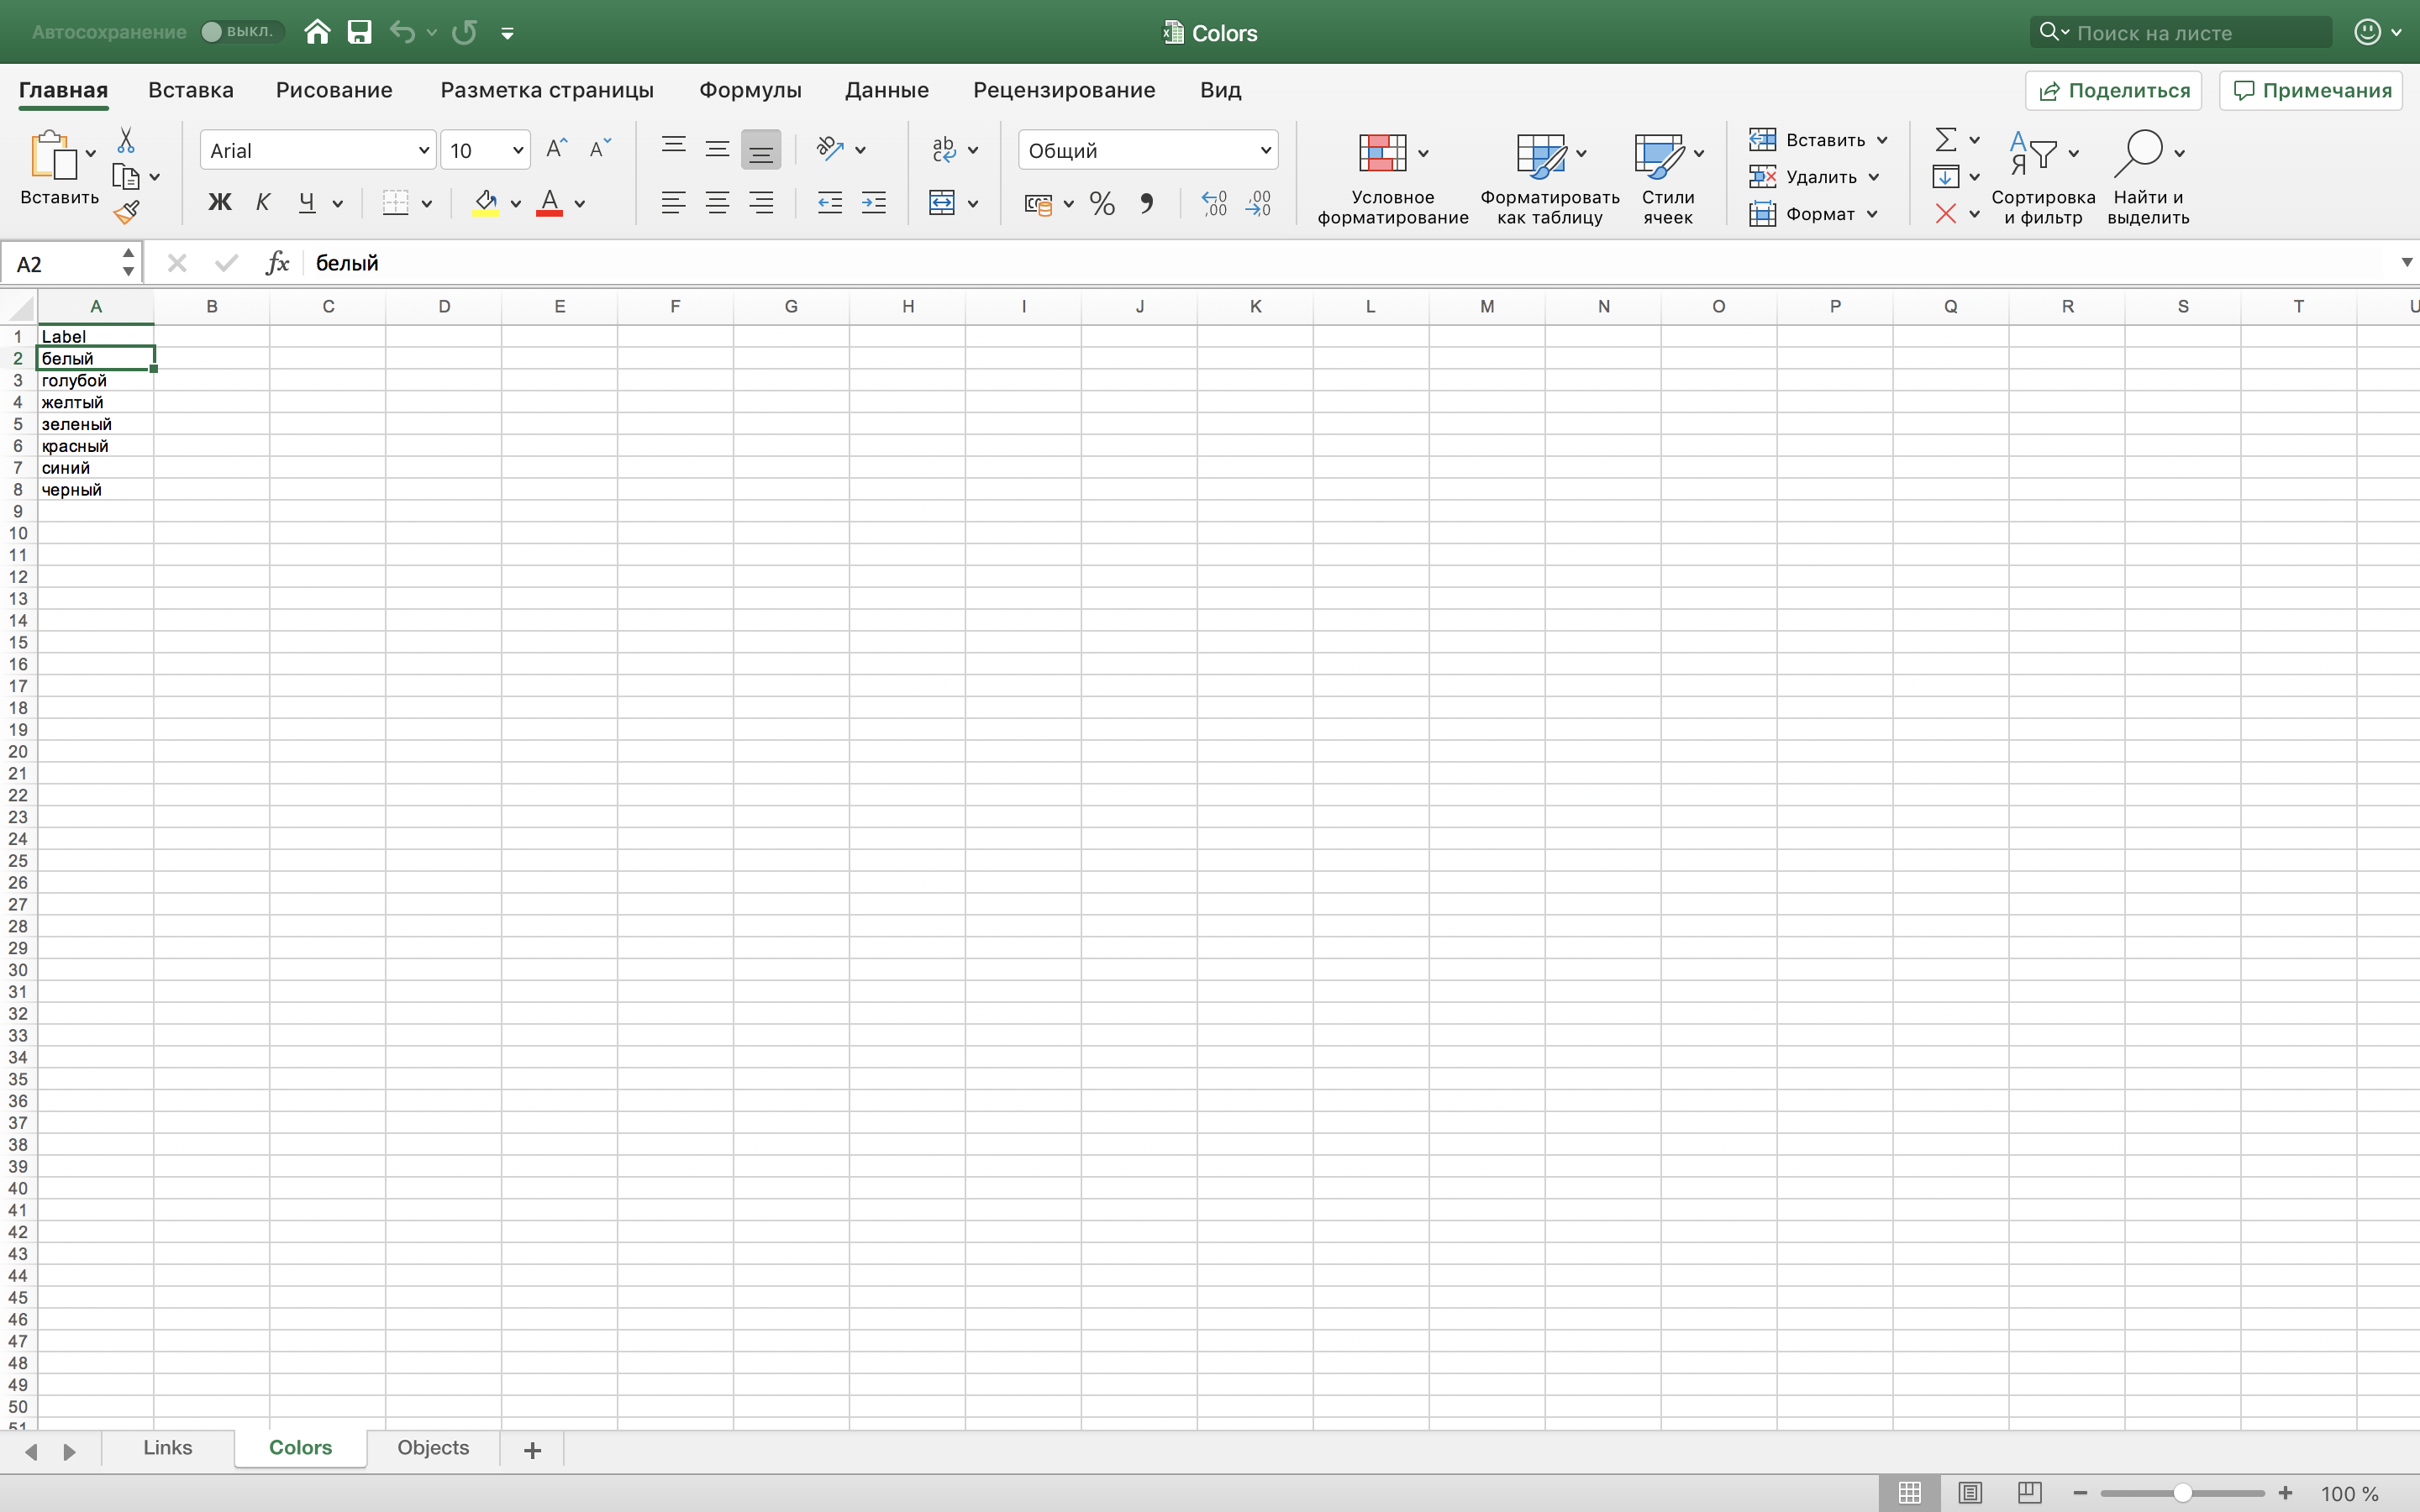 Автосохранение ВЫКЛ. Colors Поиск на листе
Главная Вставка Рисование Разметка страницы Формулы Данные Рецензирование Вид Поделиться Примечания
Вставить
Arial 10
Ж К Ч
Общий
Условное форматирование
Форматировать как таблицу
Стили ячеек
Вставить
Удалить
Формат
Сортировка и фильтр
Найти и выделить
A2 fx белый
A B C D E F G H I J K L M N O P Q R S T U
1 Label
2 белый
3 голубой
4 желтый
5 зеленый
6 красный
7 синий
8 черный
9
10
11
12
13
14
15
16
17
18
19
20
21
22
23
24
25
26
27
28
29
30
31
32
33
34
35
36
37
38
39
40
41
42
43
44
45
46
47
48
49
50
51
Links Colors Objects +
100 %